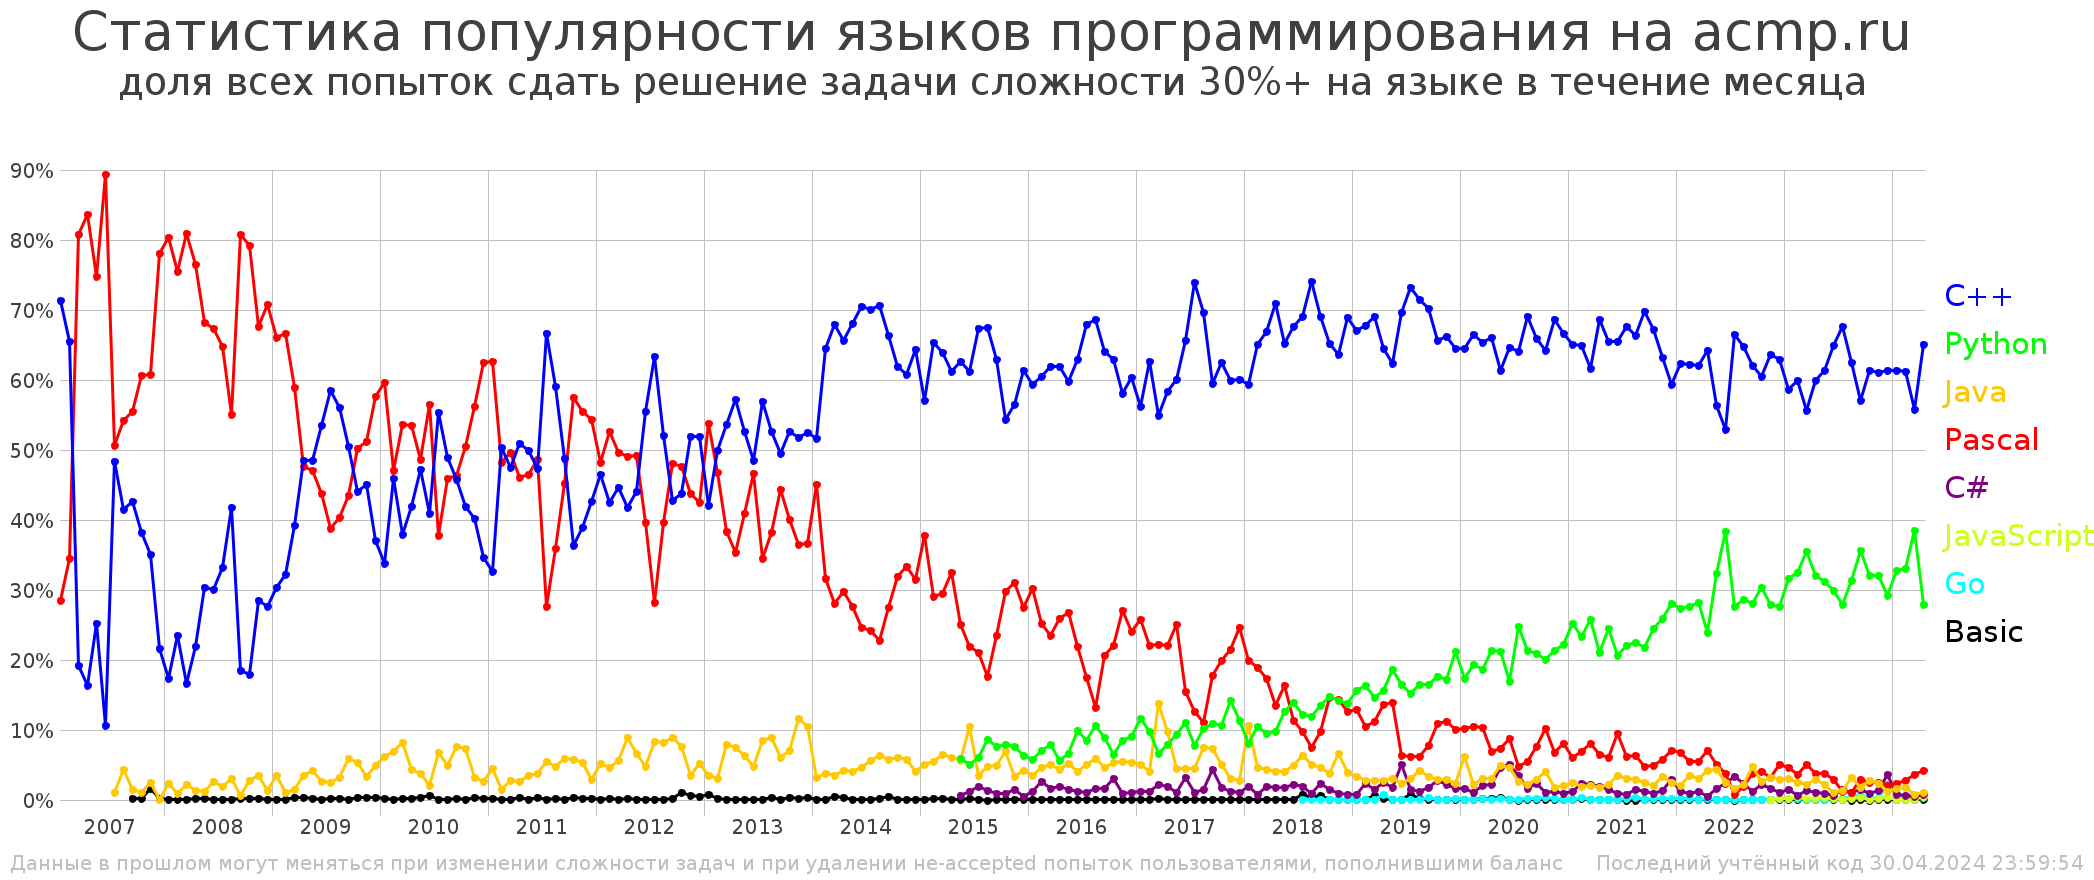 Статистика популярности языков программирования на acmp.ru
доля всех попыток сдать решение задачи сложности 30%+ на языке в течение месяца
90%
80%
70%
60%
50%
40%
30%
20%
10%
0%
C++
Python
Java
Pascal
C#
JavaScript
Go
Basic
2007 2008 2009 2010 2011 2012 2013 2014 2015 2016 2017 2018 2019 2020 2021 2022 2023
Данные в прошлом могут меняться при изменении сложности задач и при удалении не-accepted попыток пользователями, пополнившими баланс Последний учтённый код 30.04.2024 23:59:54